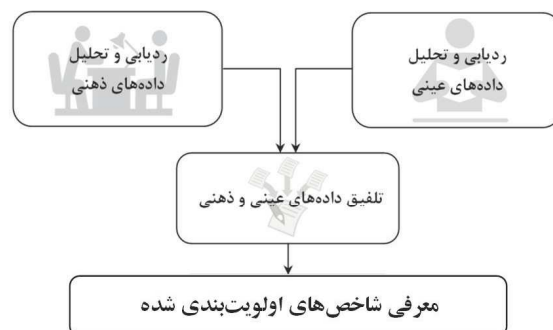 ردیابی و تحلیل
داده‌های عینی
ردیابی و تحلیل
داده‌های ذهنی
تلفیق داده‌های عینی و ذهنی
معرفی شاخص‌های اولویت‌بندی شده